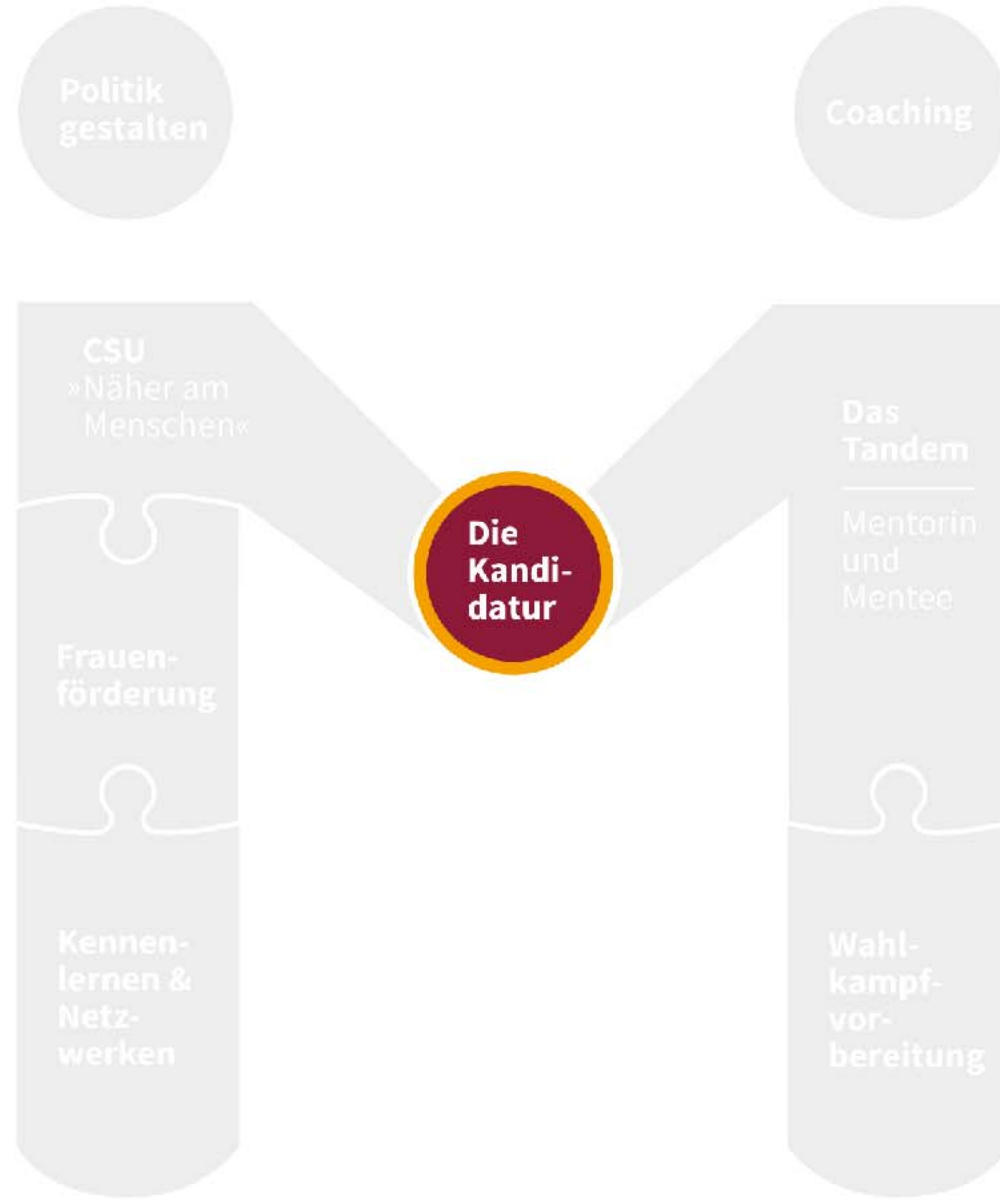 Politik
gestalten
Coaching
CSU
»Näher am
Menschen«
Das
Tandem
Mentorin
und
Mentee
Die
Kandi-
datur
Frauen-
förderung
Kennen-
lernen &
Netz-
werken
Wahl-
kampf-
vor-
bereitung